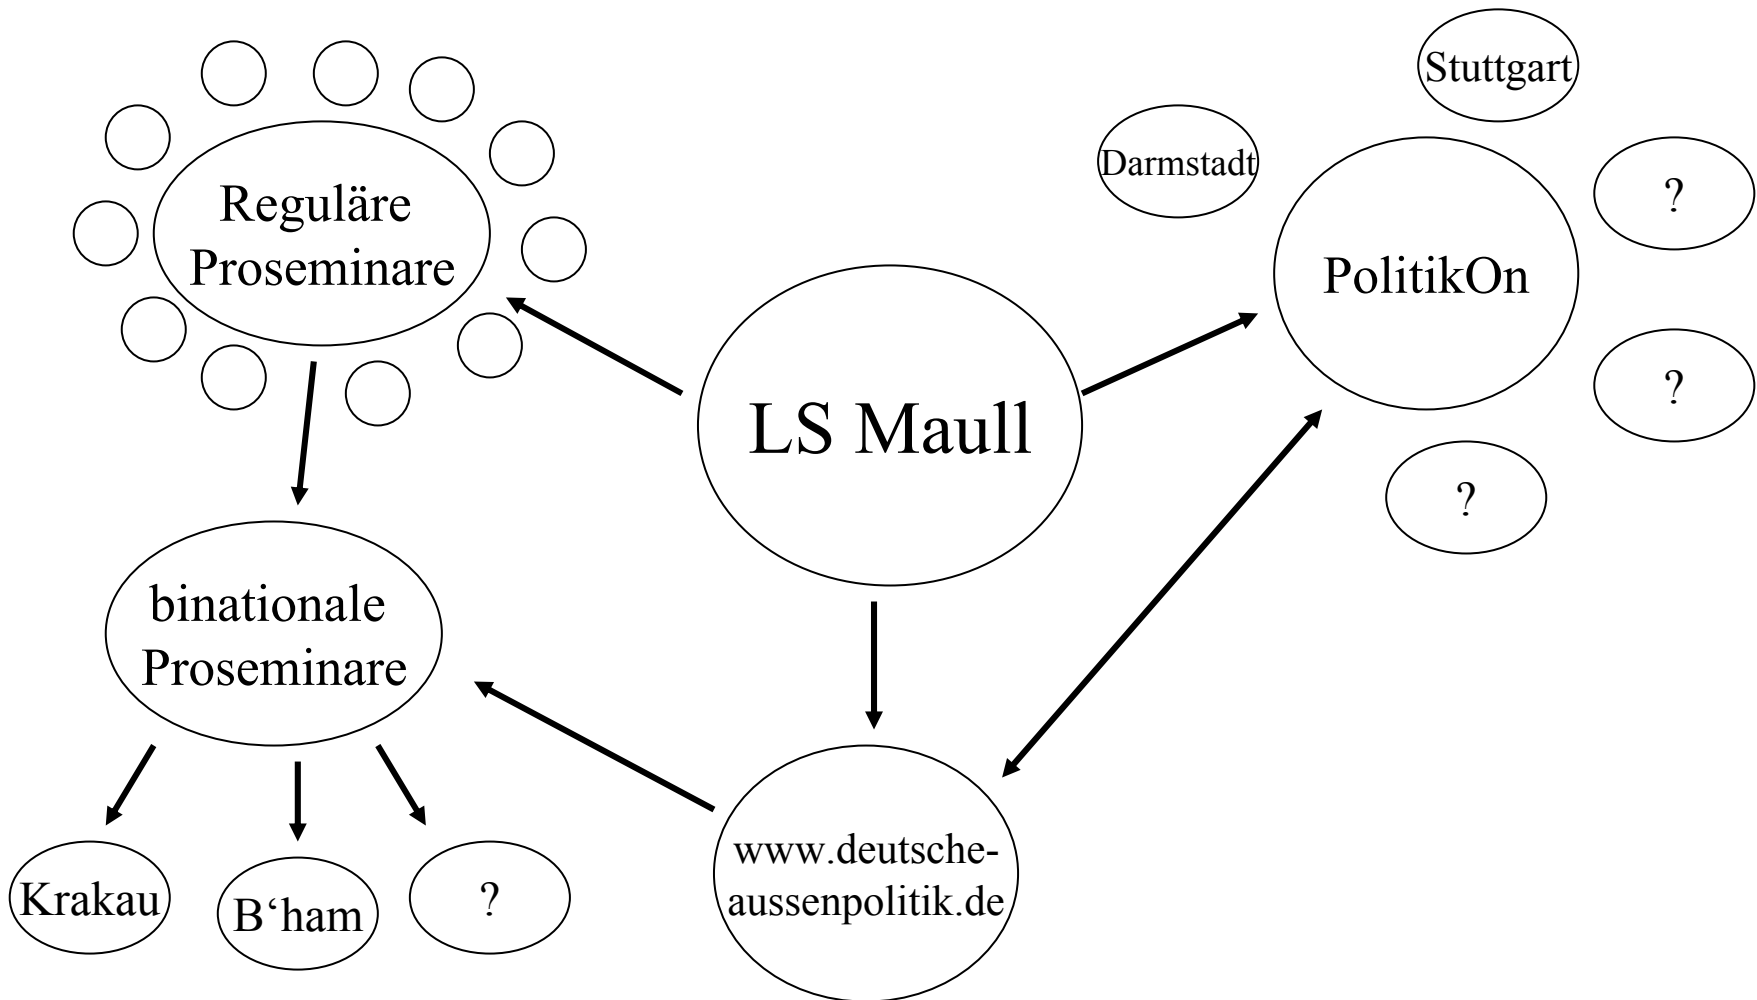 Stuttgart
Darmstadt
?
Reguläre
Proseminare
PolitikOn
?
LS Maull
?
binationale
Proseminare
www.deutsche-
aussenpolitik.de
Krakau
B‘ham
?